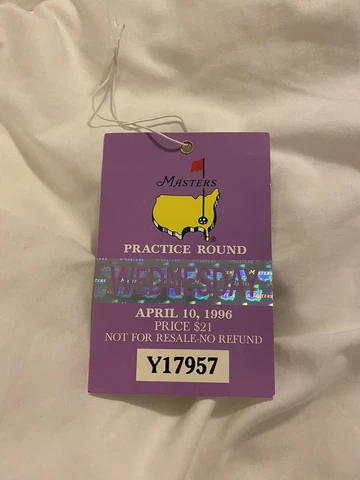 MASTERS
PRACTICE ROUND
WEDNESDAY
APRIL 10, 1996
PRICE $21
NOT FOR RESALE-NO REFUND
Y17957